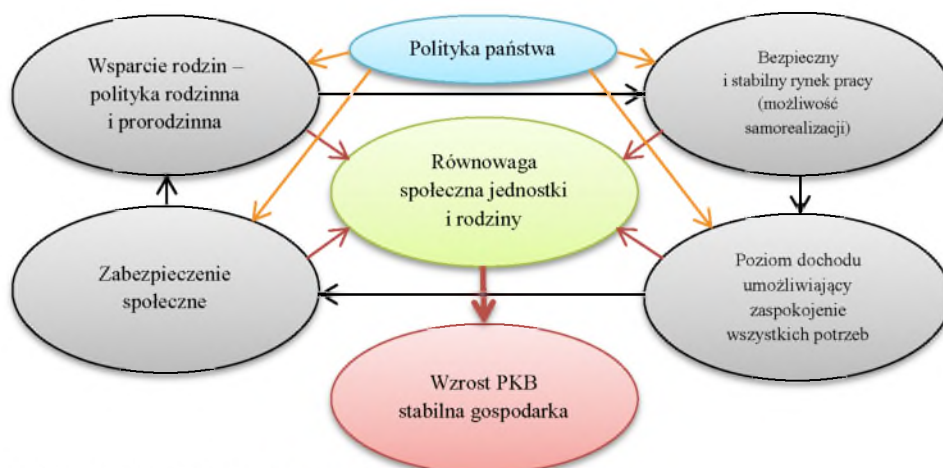 Polityka państwa
Wsparcie rodzin –
polityka rodzinna
i prorodzinna
Bezpieczny
i stabilny rynek pracy
(możliwość
samorealizacji)
Równowaga
społeczna jednostki
i rodziny
Zabezpieczenie
społeczne
Poziom dochodu
umożliwiający
zaspokojenie
wszystkich potrzeb
Wzrost PKB
stabilna gospodarka